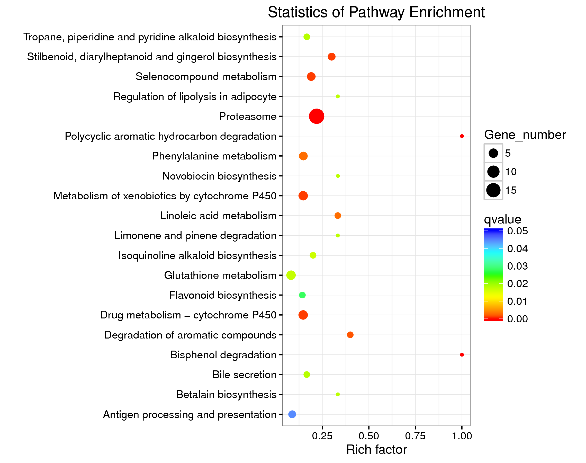 Statistics of Pathway Enrichment
Tropane, piperidine and pyridine alkaloid biosynthesis
Stilbenoid, diarylheptanoid and gingerol biosynthesis
Selenocompound metabolism
Regulation of lipolysis in adipocyte
Proteasome
Polycyclic aromatic hydrocarbon degradation
Phenylalanine metabolism
Novobiocin biosynthesis
Metabolism of xenobiotics by cytochrome P450
Linoleic acid metabolism
Limonene and pinene degradation
Isoquinoline alkaloid biosynthesis
Glutathione metabolism
Flavonoid biosynthesis
Drug metabolism − cytochrome P450
Degradation of aromatic compounds
Bisphenol degradation
Bile secretion
Betalain biosynthesis
Antigen processing and presentation
0.25 0.50 0.75 1.00
Rich factor
Gene_number
5
10
15
qvalue
0.05
0.04
0.03
0.02
0.01
0.00